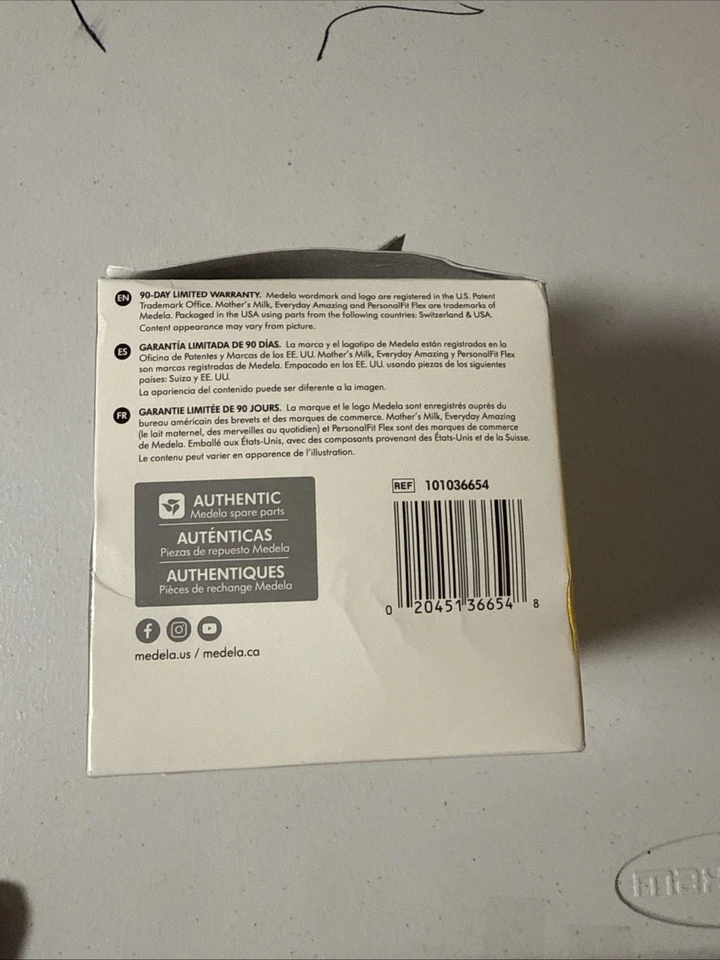 EN 90-DAY LIMITED WARRANTY. Medela wordmark and logo are registered in the U.S. Patent
Trademark Office. Mother's Milk, Everyday Amazing and PersonalFit Flex are trademarks of
Medela. Packaged in the USA using parts from the following countries: Switzerland & USA.
Content appearance may vary from picture.
ES GARANTÍA LIMITADA DE 90 DÍAS. La marca y el logotipo de Medela están registrados en la
Oficina de Patentes y Marcas de los EE. UU. Mother's Milk, Everyday Amazing y PersonalFit Flex
son marcas registradas de Medela. Empacado en los EE. UU. usando piezas de los siguientes
países: Suiza y EE. UU.
La apariencia del contenido puede ser diferente a la imagen.
FR GARANTIE LIMITÉE DE 90 JOURS. La marque et le logo Medela sont enregistrés auprès du
bureau américain des brevets et des marques de commerce. Mather's Milk, Everyday Amazing
(le lait maternel, des merveilles au quotidien) et PersonalFit Flex sont des marques de commerce
de Medela. Emballé aux États-Unis, avec des composants provenant des États-Unis et de la Suisse.
Le contenu peut varier en apparence de l'illustration.
AUTHENTIC
Medela spare parts
AUTÉNTICAS
Piezas de repuesto Medela
AUTHENTIQUES
Pièces de rechange Medela
medela.us / medela.ca
REF 101036654
0 20451 36654 8